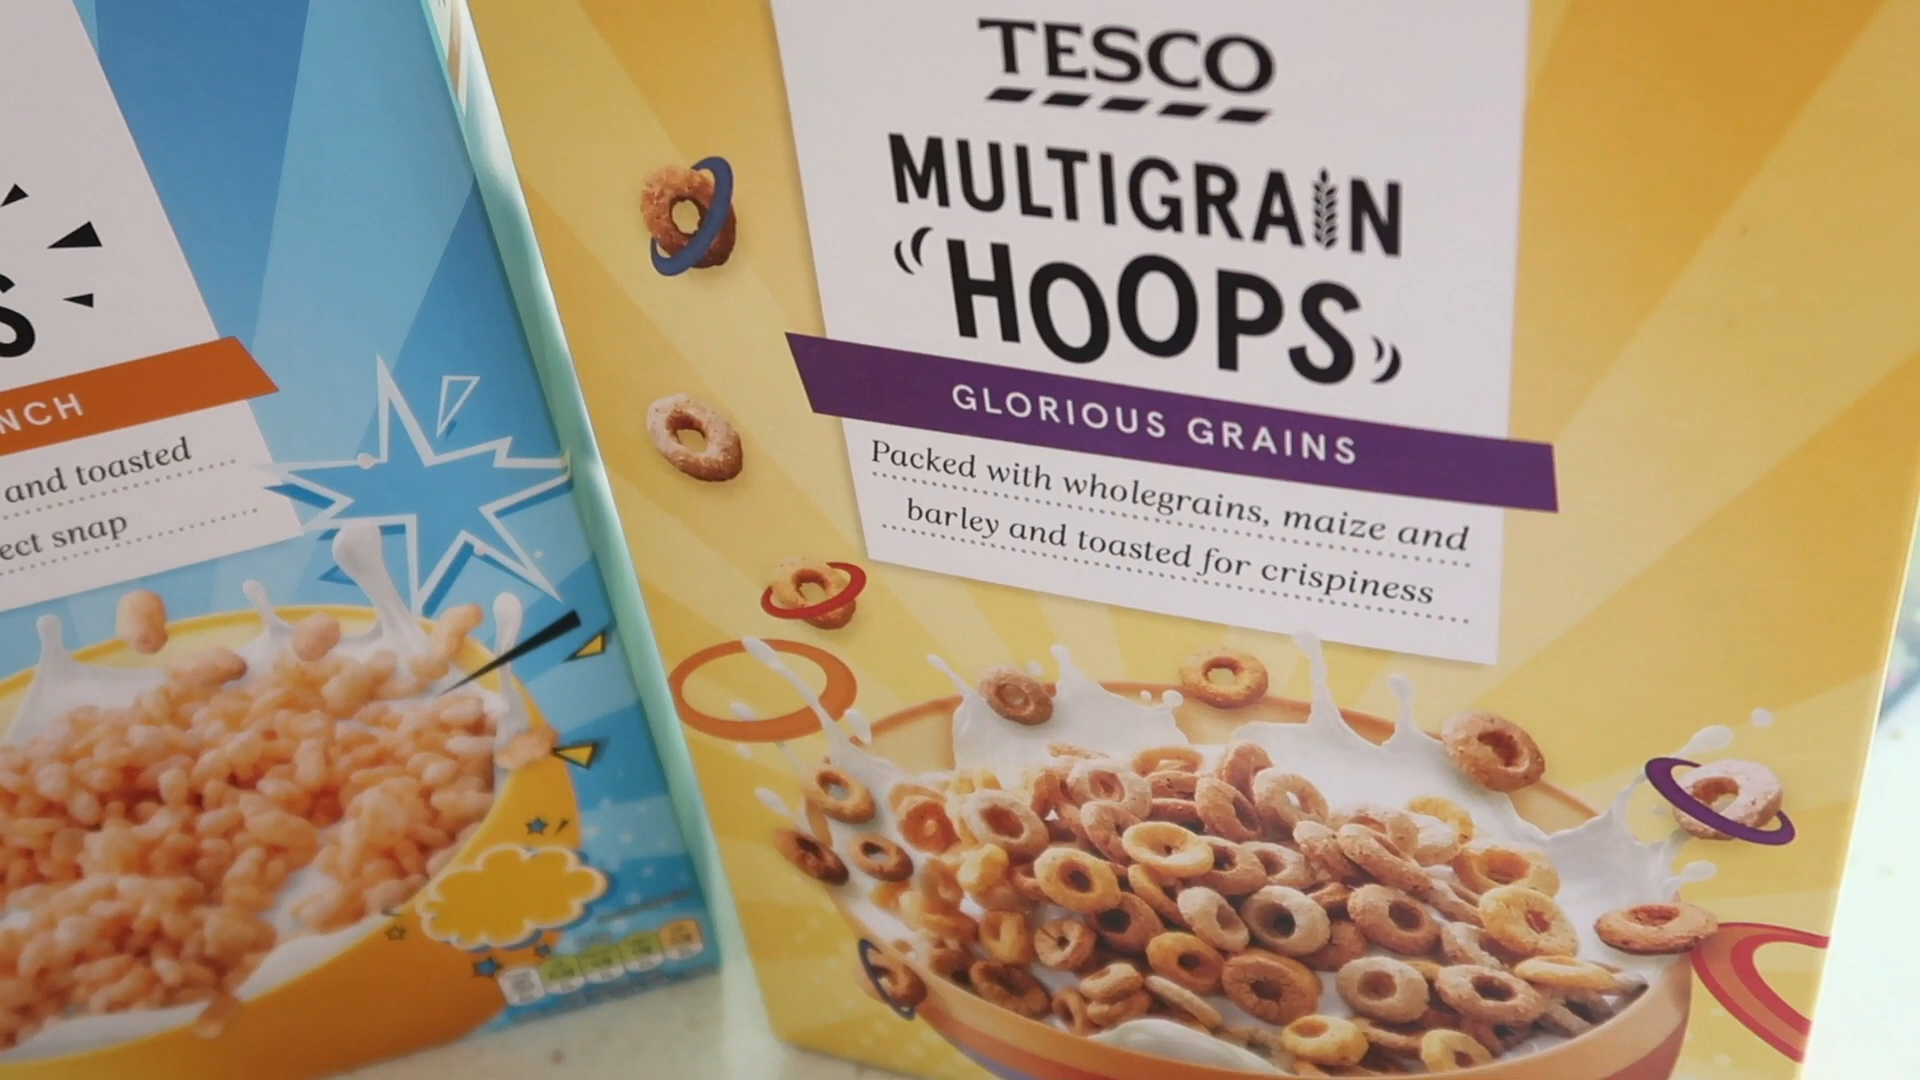 S
NCH
and toasted
ect snap
TESCO
MULTIGRAIN
HOOPS
GLORIOUS GRAINS
Packed with wholegrains, maize and
barley and toasted for crispiness